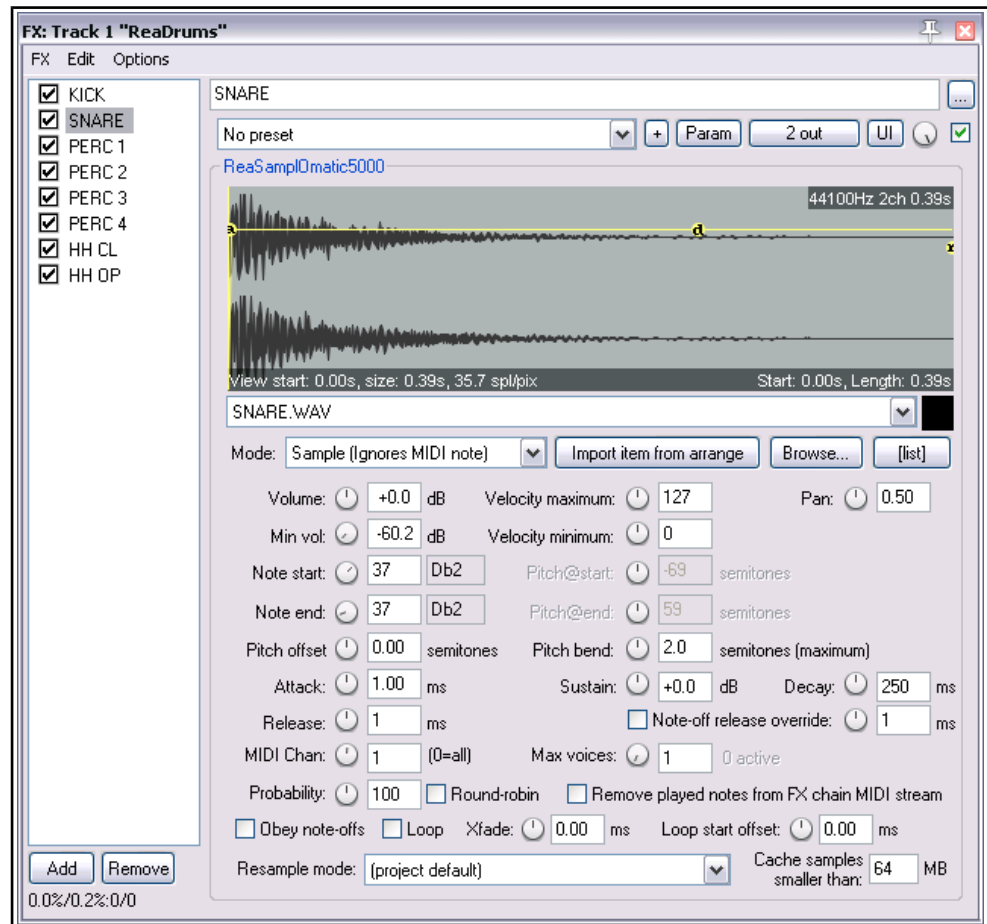 FX: Track 1 "ReaDrums"
FX Edit Options
KICK
SNARE
PERC 1
PERC 2
PERC 3
PERC 4
HH CL
HH OP
Add Remove
0.0%/0.2%:0/0
SNARE ...
No preset + Param 2 out UI
ReaSamplOmatic5000
44100Hz 2ch 0.39s
a d r
View start: 0.00s, size: 0.39s, 35.7 spl/pix Start: 0.00s, Length: 0.39s
SNARE.WAV
Mode: Sample (Ignores MIDI note) Import item from arrange Browse... [list]
Volume: +0.0 dB Velocity maximum: 127 Pan: 0.50
Min vol: -60.2 dB Velocity minimum: 0
Note start: 37 Db2 Pitch@start: -69 semitones
Note end: 37 Db2 Pitch@end: 59 semitones
Pitch offset 0.00 semitones Pitch bend: 2.0 semitones (maximum)
Attack: 1.00 ms Sustain: +0.0 dB Decay: 250 ms
Release: 1 ms Note-off release override: 1 ms
MIDI Chan: 1 (0=all) Max voices: 1 0 active
Probability: 100 Round-robin Remove played notes from FX chain MIDI stream
Obey note-offs Loop Xfade: 0.00 ms Loop start offset: 0.00 ms
Resample mode: (project default) Cache samples
smaller than: 64 MB